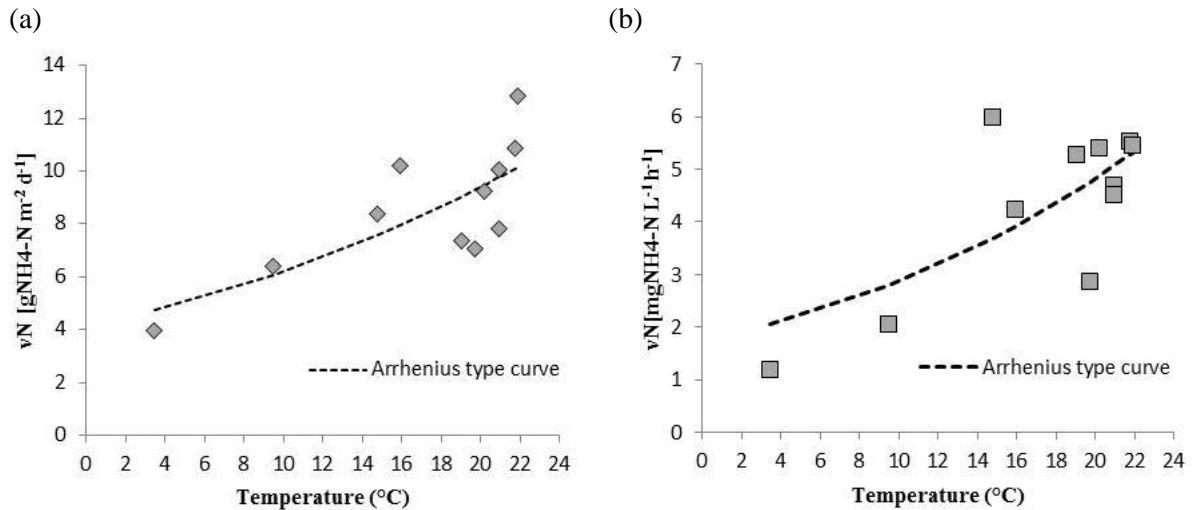 (a)
vN [gNH4-N m⁻² d⁻¹]
14
12
10
8
6
4
2
0
Arrhenius type curve
0 2 4 6 8 10 12 14 16 18 20 22 24
Temperature (°C)
(b)
vN[mgNH4-N L⁻¹h⁻¹]
7
6
5
4
3
2
1
0
Arrhenius type curve
0 2 4 6 8 10 12 14 16 18 20 22 24
Temperature (°C)